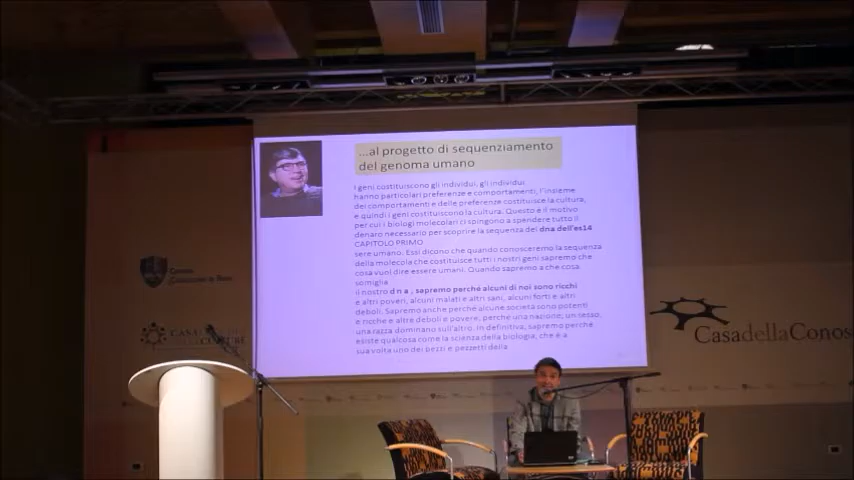 ...al progetto di sequenziamento
del genoma umano
I geni costituiscono gli individui, gli individui
hanno particolari preferenze e comportamenti, l'insieme
dei comportamenti e delle preferenze costituisce la cultura,
e quindi i geni costituiscono la cultura. Questo è il motivo
per cui i biologi molecolari ci spingono a spendere tutto il
denaro necessario per scoprire la sequenza del dna dell'es14
CAPITOLO PRIMO
sere umano. Essi dicono che quando conosceremo la sequenza
della molecola che costituisce tutti i nostri geni sapremo che
cosa vuol dire essere umani. Quando sapremo a che cosa
somiglia
il nostro d n a , sapremo perché alcuni di noi sono ricchi
e altri poveri, alcuni malati e altri sani, alcuni forti e altri
deboli. Sapremo anche perché alcune società sono potenti
e ricche e altre deboli e povere, perché una nazione, un sesso,
una razza dominano sull'altro. In definitiva, sapremo perché
esiste qualcosa come la scienza della biologia, che è a
sua volta uno dei pezzi e pezzetti della
CasadellaConos